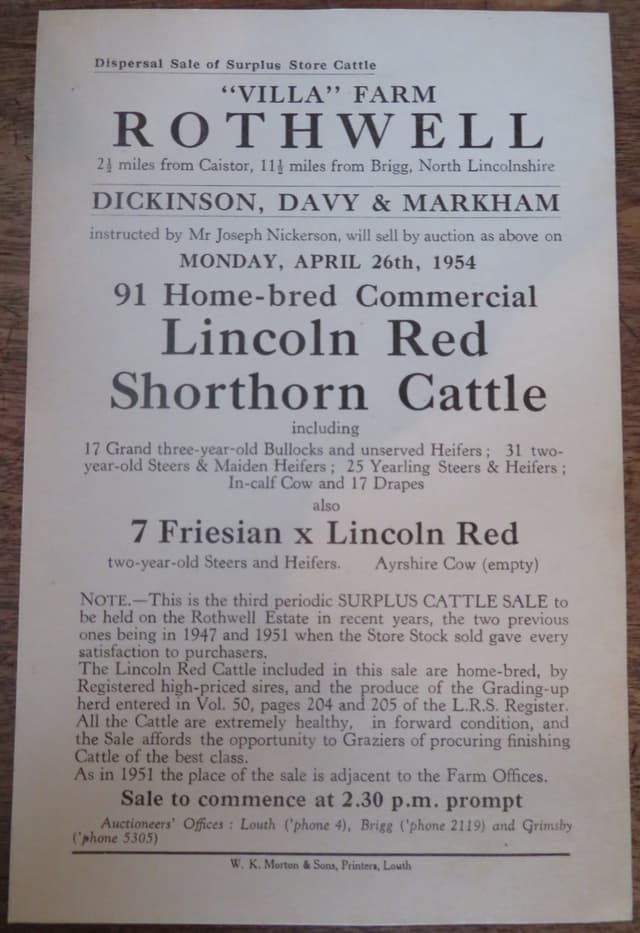 Dispersal Sale of Surplus Store Cattle
"VILLA" FARM
ROTHWELL
2½ miles from Caistor, 11½ miles from Brigg, North Lincolnshire
DICKINSON, DAVY & MARKHAM
instructed by Mr Joseph Nickerson, will sell by auction as above on
MONDAY, APRIL 26th, 1954
91 Home-bred Commercial
Lincoln Red
Shorthorn Cattle
including
17 Grand three-year-old Bullocks and unserved Heifers ; 31 two-
year-old Steers & Maiden Heifers ; 25 Yearling Steers & Heifers ;
In-calf Cow and 17 Drapes
also
7 Friesian x Lincoln Red
two-year-old Steers and Heifers. Ayrshire Cow (empty)
NOTE.—This is the third periodic SURPLUS CATTLE SALE to
be held on the Rothwell Estate in recent years, the two previous
ones being in 1947 and 1951 when the Store Stock sold gave every
satisfaction to purchasers.
The Lincoln Red Cattle included in this sale are home-bred, by
Registered high-priced sires, and the produce of the Grading-up
herd entered in Vol. 50, pages 204 and 205 of the L.R.S. Register.
All the Cattle are extremely healthy, in forward condition, and
the Sale affords the opportunity to Graziers of procuring finishing
Cattle of the best class.
As in 1951 the place of the sale is adjacent to the Farm Offices.
Sale to commence at 2.30 p.m. prompt
Auctioneers' Offices : Louth ('phone 4), Brigg ('phone 2119) and Grimsby
('phone 5305)
W. K. Morton & Sons, Printers, Louth